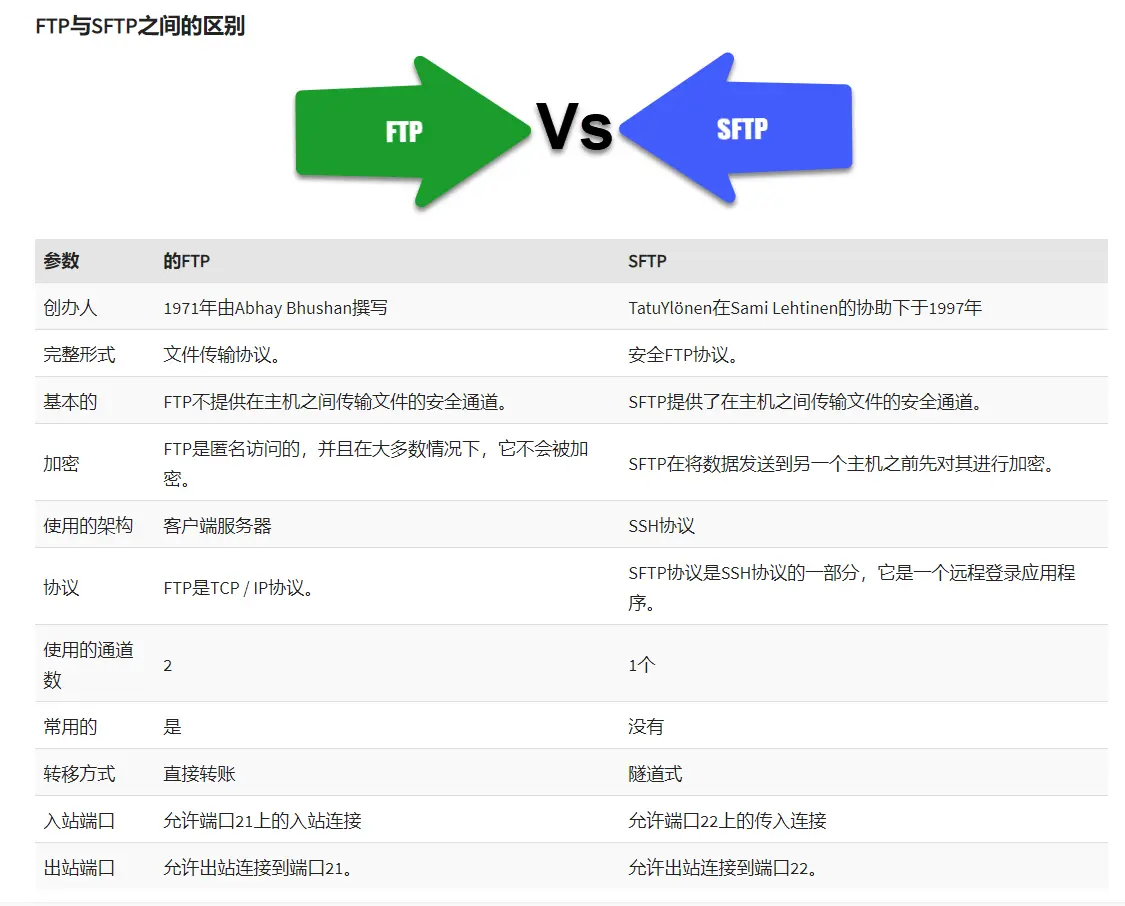 FTP与SFTP之间的区别
FTP
Vs
SFTP
参数 的FTP SFTP
创办人 1971年由Abhay Bhushan撰写 TatuYlönen在Sami Lehtinen的协助下于1997年
完整形式 文件传输协议。 安全FTP协议。
基本的 FTP不提供在主机之间传输文件的安全通道。 SFTP提供了在主机之间传输文件的安全通道。
加密 FTP是匿名访问的，并且在大多数情况下，它不会被加
密。 SFTP在将数据发送到另一个主机之前先对其进行加密。
使用的架构 客户端服务器 SSH协议
协议 FTP是TCP / IP协议。 SFTP协议是SSH协议的一部分，它是一个远程登录应用程
序。
使用的通道
数 2 1个
常用的 是 没有
转移方式 直接转账 隧道式
入站端口 允许端口21上的入站连接 允许端口22上的传入连接
出站端口 允许出站连接到端口21。 允许出站连接到端口22。